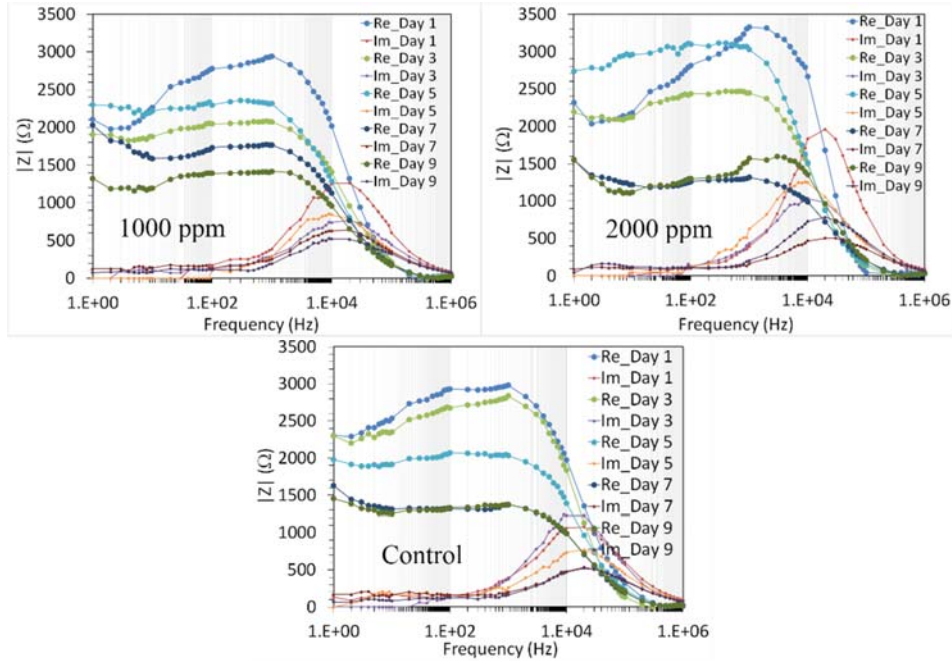 3500
3000
2500
2000
1500
1000
500
0
|Z| (Ω)
1000 ppm
Re_Day 1
Im_Day 1
Re_Day 3
Im_Day 3
Re_Day 5
Im_Day 5
Re_Day 7
Im_Day 7
Re_Day 9
Im_Day 9
1.E+00 1.E+02 1.E+04 1.E+06
Frequency (Hz)
3500
3000
2500
2000
1500
1000
500
0
|Z| (Ω)
2000 ppm
Re_Day 1
Im_Day 1
Re_Day 3
Im_Day 3
Re_Day 5
Im_Day 5
Re_Day 7
Im_Day 7
Re_Day 9
Im_Day 9
1.E+00 1.E+02 1.E+04 1.E+06
Frequency (Hz)
3500
3000
2500
2000
1500
1000
500
0
|Z| (Ω)
Control
Re_Day 1
Im_Day 1
Re_Day 3
Im_Day 3
Re_Day 5
Im_Day 5
Re_Day 7
Im_Day 7
Re_Day 9
Im_Day 9
1.E+00 1.E+02 1.E+04 1.E+06
Frequency (Hz)